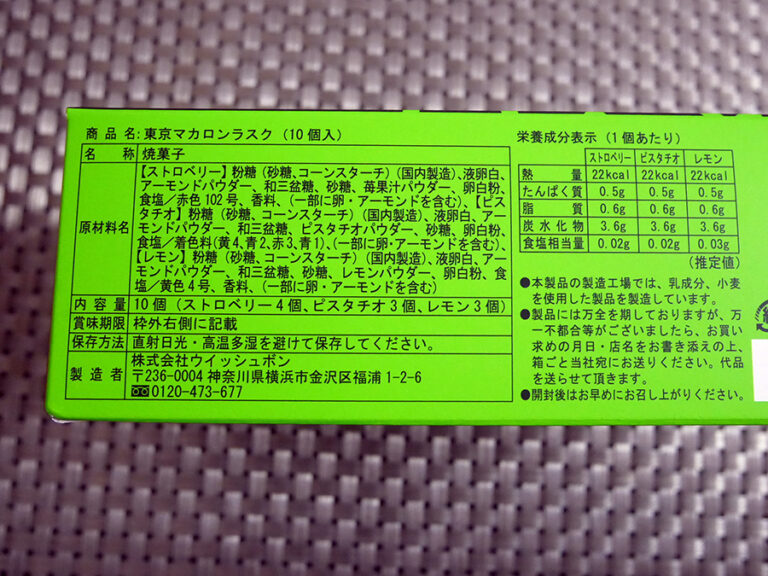 商品名:東京マカロンラスク（10個入）
名　称 焼菓子
原材料名
【ストロベリー】粉糖（砂糖、コーンスターチ）（国内製造）、液卵白、
アーモンドパウダー、和三盆糖、砂糖、苺果汁パウダー、卵白粉、
食塩／赤色102号、香料、（一部に卵・アーモンドを含む）、【ピス
タチオ】粉糖（砂糖、コーンスターチ）（国内製造）、液卵白、アー
モンドパウダー、和三盆糖、ピスタチオパウダー、砂糖、卵白粉、
食塩／着色料（黄4、青2、赤3、青1）、（一部に卵・アーモンドを含む）、
【レモン】粉糖（砂糖、コーンスターチ）（国内製造）、液卵白、アー
モンドパウダー、和三盆糖、砂糖、レモンパウダー、卵白粉、食
塩／黄色4号、香料、（一部に卵・アーモンドを含む）
内容量 10個（ストロベリー4個、ピスタチオ3個、レモン3個）
賞味期限 枠外右側に記載
保存方法 直射日光・高温多湿を避けて保存してください。
製造者 株式会社ウイッシュボン
〒236-0004 神奈川県横浜市金沢区福浦1-2-6
0120-473-677
栄養成分表示（1個あたり）
ストロベリー ピスタチオ レモン
熱　量 22kcal 22kcal 22kcal
たんぱく質 0.5g 0.5g 0.5g
脂　質 0.6g 0.6g 0.6g
炭水化物 3.6g 3.6g 3.6g
食塩相当量 0.02g 0.02g 0.03g
（推定値）
●本製品の製造工場では、乳成分、小麦
を使用した製品を製造しています。
●製品には万全を期しておりますが、万
一不都合等がございましたら、お買い
求めの月日・店名をお書き添えの上、
箱ごと当社宛にお送りください。代品
を送らせて頂きます。
●開封後はお早めにお召し上がりください。